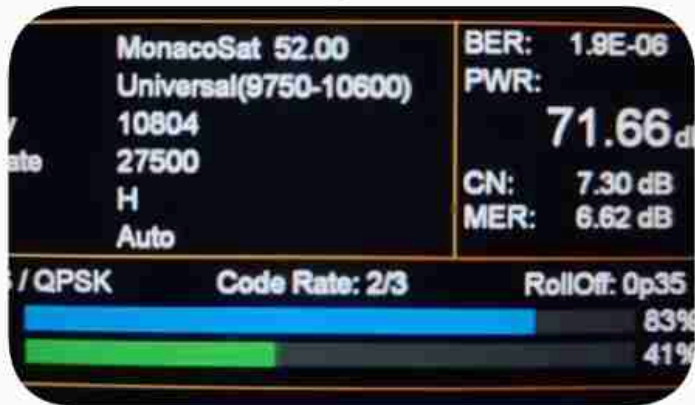 MonacoSat 52.00
Universal(9750-10600)
10804
27500
H
Auto
BER: 1.9E-06
PWR:
71.66
CN: 7.30 dB
MER: 6.62 dB
/ QPSK Code Rate: 2/3 RollOff: 0p35
83%
41%